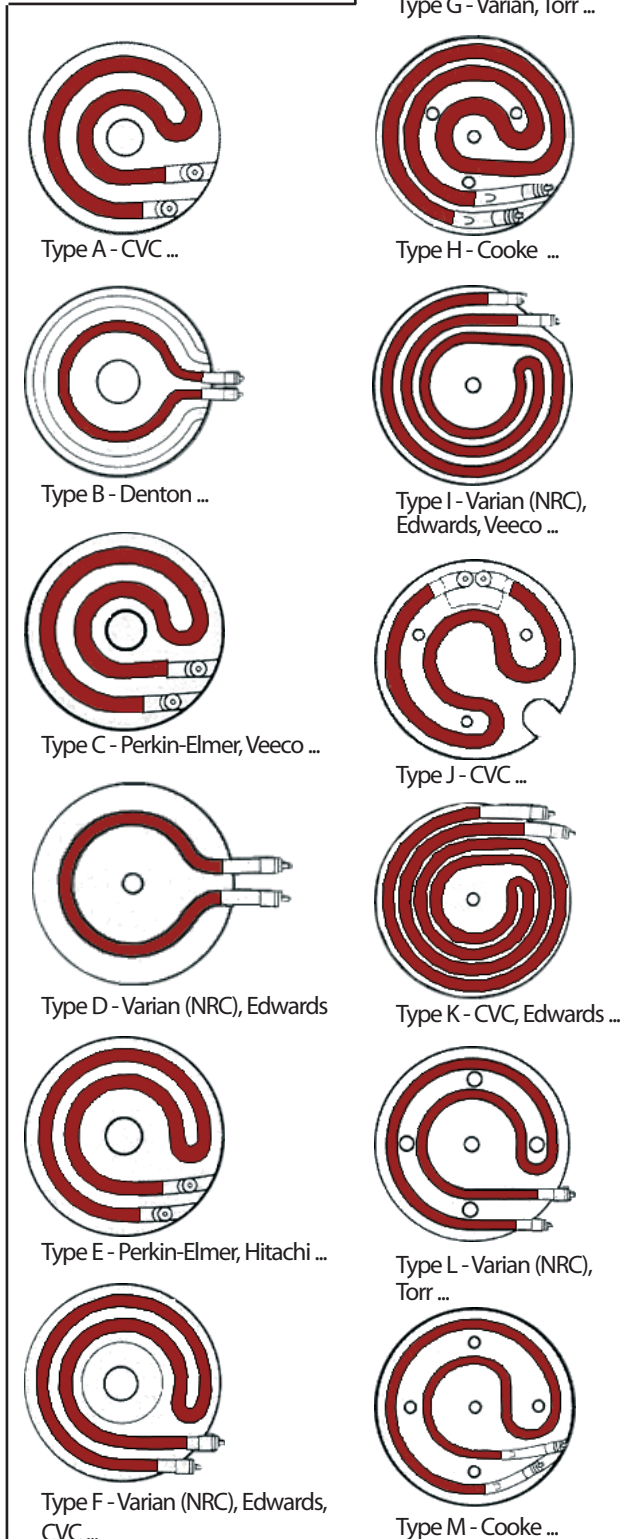 Type A - CVC ...
Type B - Denton ...
Type C - Perkin-Elmer, Veeco ...
Type D - Varian (NRC), Edwards
Type E - Perkin-Elmer, Hitachi ...
Type F - Varian (NRC), Edwards,
CVC ...
Type G - Varian, Torr ...
Type H - Cooke ...
Type I - Varian (NRC),
Edwards, Veeco ...
Type J - CVC ...
Type K - CVC, Edwards ...
Type L - Varian (NRC),
Torr ...
Type M - Cooke ...